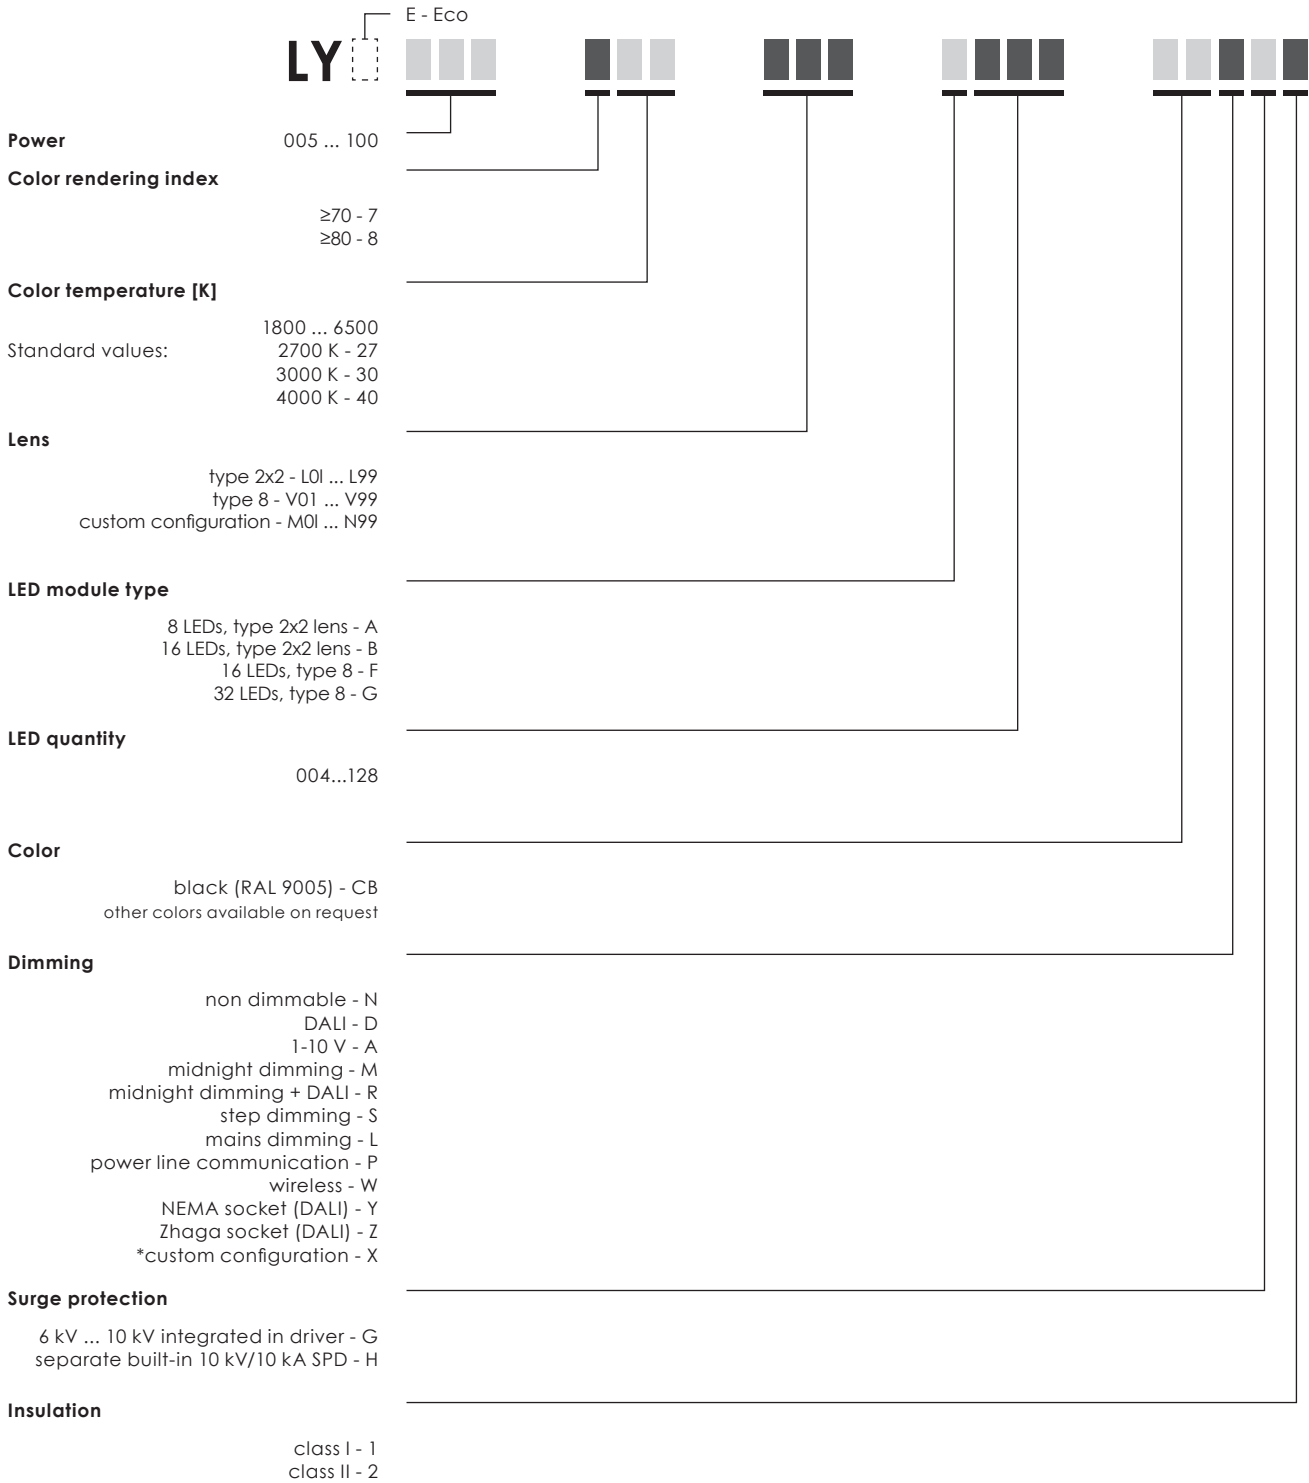 E - Eco
LY
Power 005 ... 100
Color rendering index
≥70 - 7
≥80 - 8
Color temperature [K]
1800 ... 6500
Standard values: 2700 K - 27
3000 K - 30
4000 K - 40
Lens
type 2x2 - L0l ... L99
type 8 - V01 ... V99
custom configuration - M0l ... N99
LED module type
8 LEDs, type 2x2 lens - A
16 LEDs, type 2x2 lens - B
16 LEDs, type 8 - F
32 LEDs, type 8 - G
LED quantity
004...128
Color
black (RAL 9005) - CB
other colors available on request
Dimming
non dimmable - N
DALI - D
1-10 V - A
midnight dimming - M
midnight dimming + DALI - R
step dimming - S
mains dimming - L
power line communication - P
wireless - W
NEMA socket (DALI) - Y
Zhaga socket (DALI) - Z
*custom configuration - X
Surge protection
6 kV ... 10 kV integrated in driver - G
separate built-in 10 kV/10 kA SPD - H
Insulation
class I - 1
class II - 2